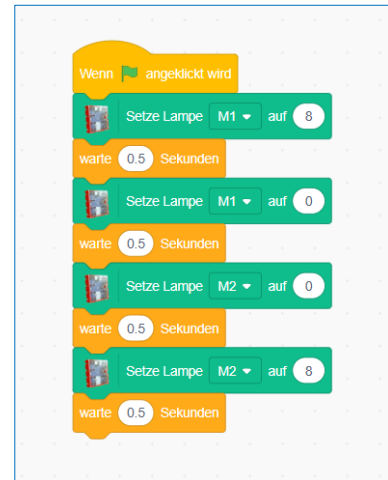 Wenn angeklickt wird
Setze Lampe M1 auf 8
warte 0.5 Sekunden
Setze Lampe M1 auf 0
warte 0.5 Sekunden
Setze Lampe M2 auf 0
warte 0.5 Sekunden
Setze Lampe M2 auf 8
warte 0.5 Sekunden